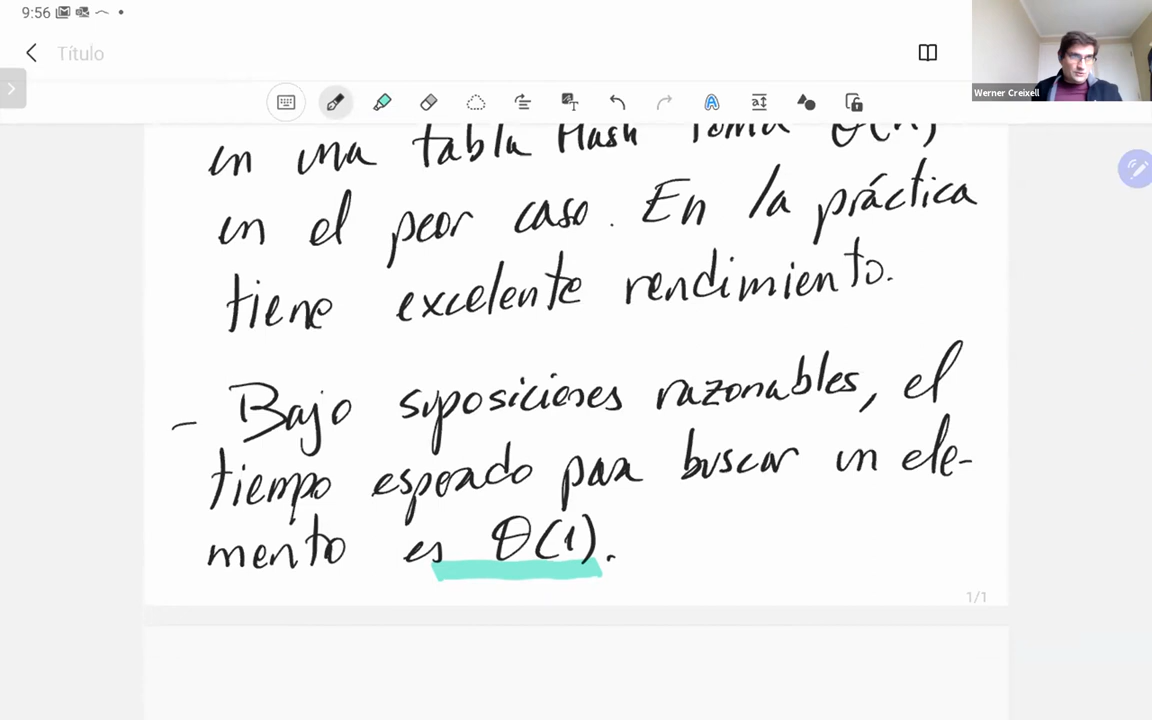 9:56
Título
Werner Creixell
en una tabla Hash toma Θ(n)
en el peor caso. En la práctica
tiene excelente rendimiento.
- Bajo suposiciones razonables, el
tiempo esperado para buscar un ele-
mento es Θ(1).
1/1